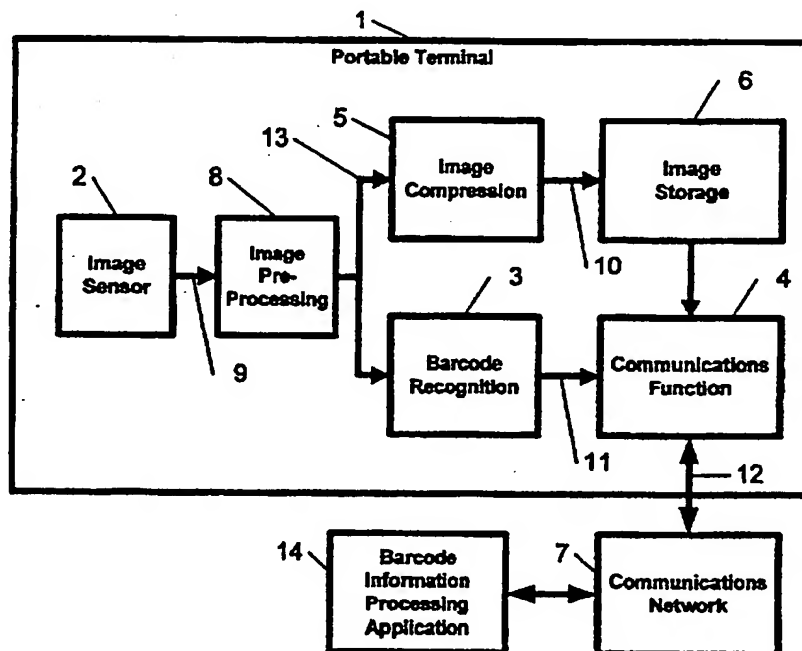 1
Portable Terminal
6
5
13
Image
Compression
Image
Storage
2
8
10
Image
Sensor
Image
Pre-
Processing
3
4
9
Barcode
Recognition
Communications
Function
11
12
14
7
Barcode
Information
Processing
Application
Communications
Network